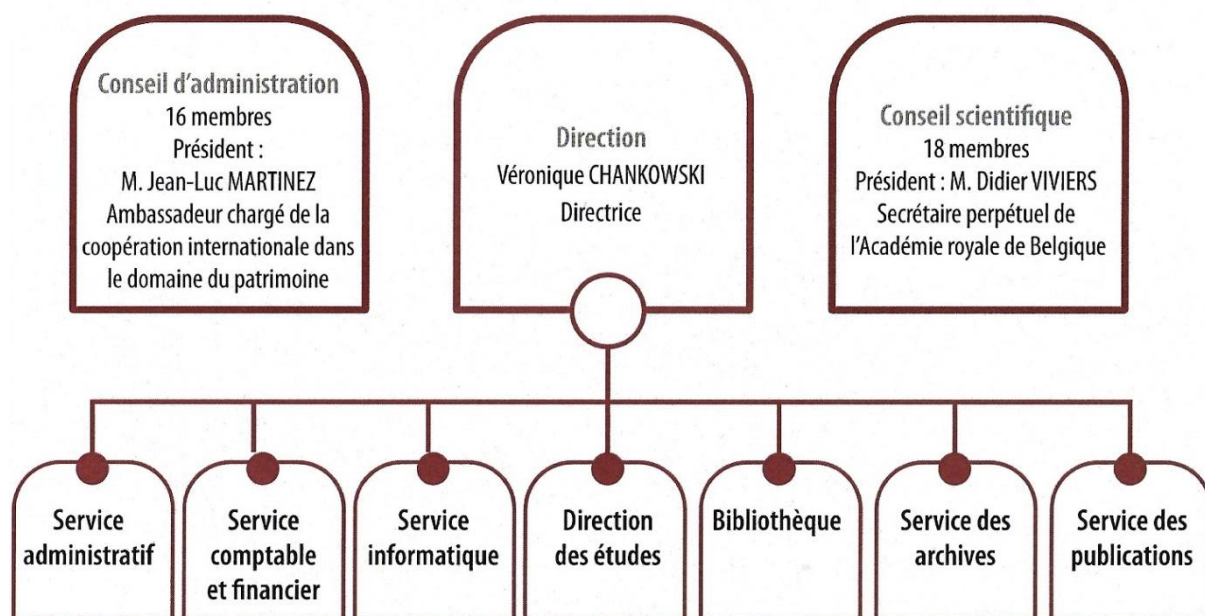 Conseil d'administration
16 membres
Président :
M. Jean-Luc MARTINEZ
Ambassadeur chargé de la
coopération internationale dans
le domaine du patrimoine
Direction
Véronique CHANKOWSKI
Directrice
Conseil scientifique
18 membres
Président : M. Didier VIVIERS
Secrétaire perpétuel de
l'Académie royale de Belgique
Service
administratif
Service
comptable
et financier
Service
informatique
Direction
des études
Bibliothèque
Service des
archives
Service des
publications